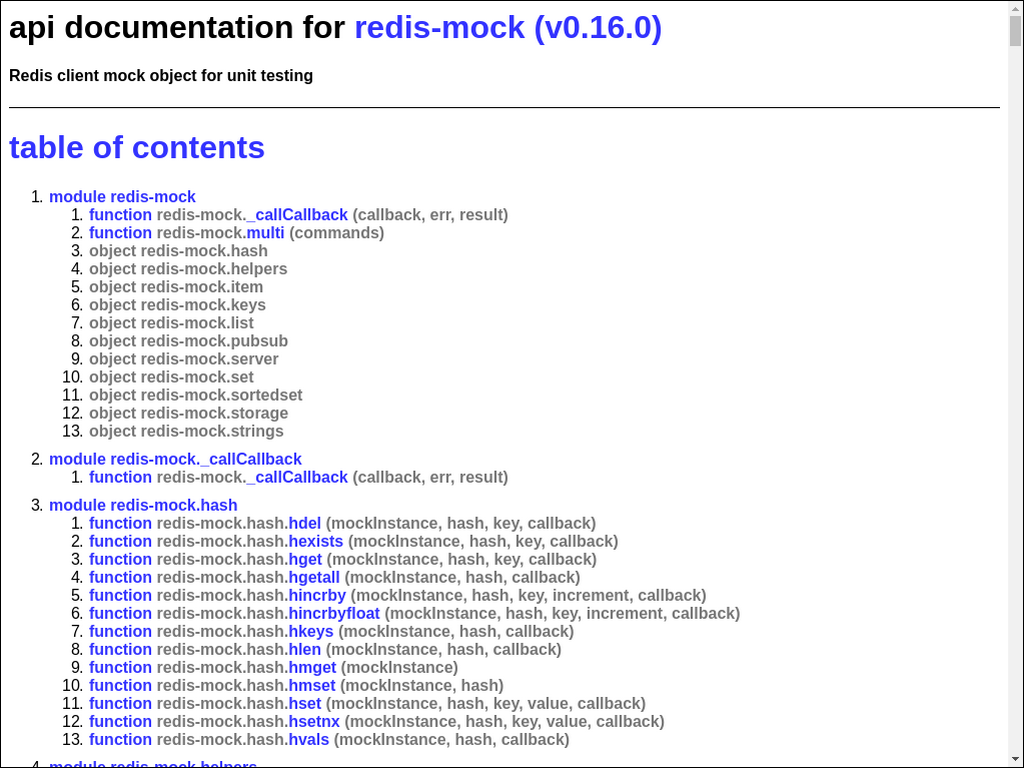 api documentation for redis-mock (v0.16.0)
Redis client mock object for unit testing
table of contents
1. module redis-mock
1. function redis-mock._callCallback (callback, err, result)
2. function redis-mock.multi (commands)
3. object redis-mock.hash
4. object redis-mock.helpers
5. object redis-mock.item
6. object redis-mock.keys
7. object redis-mock.list
8. object redis-mock.pubsub
9. object redis-mock.server
10. object redis-mock.set
11. object redis-mock.sortedset
12. object redis-mock.storage
13. object redis-mock.strings
2. module redis-mock._callCallback
1. function redis-mock._callCallback (callback, err, result)
3. module redis-mock.hash
1. function redis-mock.hash.hdel (mockInstance, hash, key, callback)
2. function redis-mock.hash.hexists (mockInstance, hash, key, callback)
3. function redis-mock.hash.hget (mockInstance, hash, key, callback)
4. function redis-mock.hash.hgetall (mockInstance, hash, callback)
5. function redis-mock.hash.hincrby (mockInstance, hash, key, increment, callback)
6. function redis-mock.hash.hincrbyfloat (mockInstance, hash, key, increment, callback)
7. function redis-mock.hash.hkeys (mockInstance, hash, callback)
8. function redis-mock.hash.hlen (mockInstance, hash, callback)
9. function redis-mock.hash.hmget (mockInstance)
10. function redis-mock.hash.hmset (mockInstance, hash)
11. function redis-mock.hash.hset (mockInstance, hash, key, value, callback)
12. function redis-mock.hash.hsetnx (mockInstance, hash, key, value, callback)
13. function redis-mock.hash.hvals (mockInstance, hash, callback)
4. module redis-mock.helpers